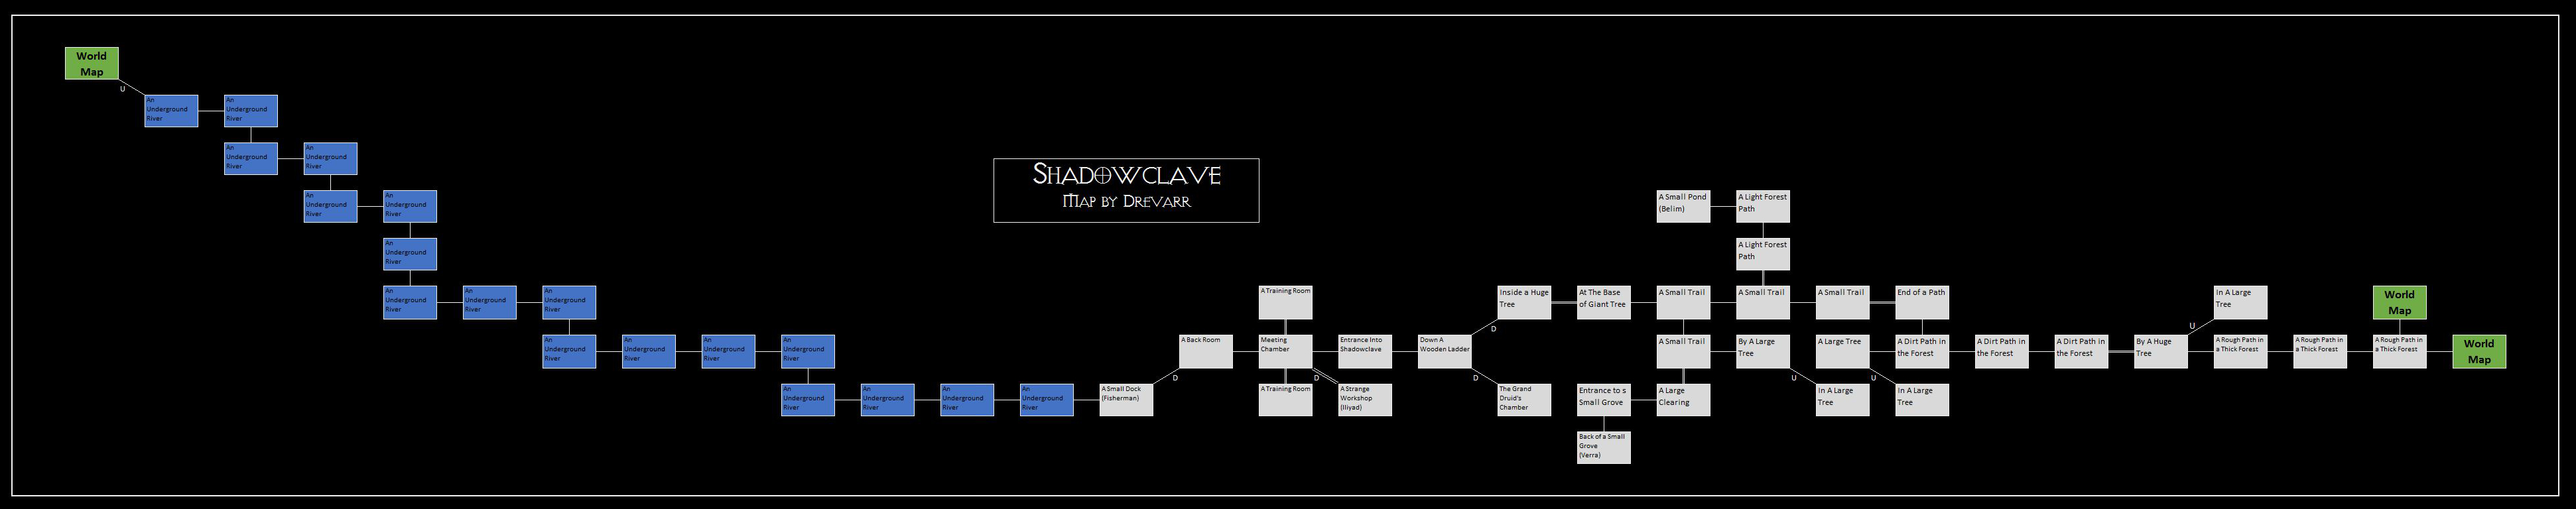 World
Map
U
An
Underground
River
An
Underground
River
An
Underground
River
An
Underground
River
An
Underground
River
An
Underground
River
An
Underground
River
An
Underground
River
An
Underground
River
An
Underground
River
An
Underground
River
An
Underground
River
An
Underground
River
An
Underground
River
An
Underground
River
An
Underground
River
An
Underground
River
An
Underground
River
Shadowclave
Map by Drevarr
A Small Dock
(Fisherman)
D
A Back Room
A Training Room
Meeting
Chamber
A Training Room
D
Entrance Into
Shadowclave
A Strange
Workshop
(Iliyad)
Down A
Wooden Ladder
D
D
Inside a Huge
Tree
The Grand
Druid's
Chamber
At The Base
of Giant Tree
A Small Pond
(Belim)
A Light Forest
Path
A Light Forest
Path
A Small Trail
A Small Trail
A Small Trail
End of a Path
A Small Trail
By A Large
Tree
A Large Tree
A Dirt Path in
the Forest
A Dirt Path in
the Forest
A Dirt Path in
the Forest
By A Huge
Tree
U
In A Large
Tree
A Rough Path in
a Thick Forest
A Rough Path in
a Thick Forest
A Rough Path in
a Thick Forest
World
Map
World
Map
Entrance to s
Small Grove
A Large
Clearing
U
In A Large
Tree
U
In A Large
Tree
Back of a Small
Grove
(Verra)